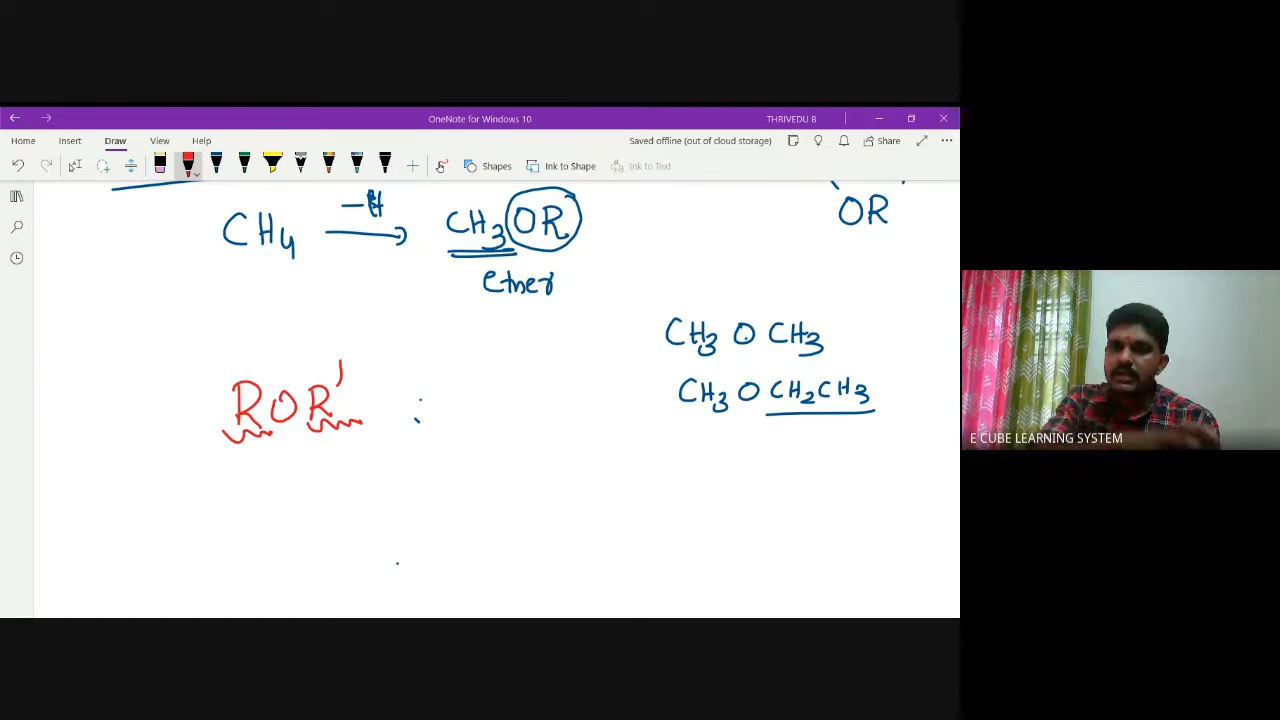 OneNote for Windows 10
THRIVEDU B
Home Insert Draw View Help
Saved offline (out of cloud storage)
Share
Shapes
Ink to Shape
Ink to Text
CH4 -H CH3OR
ether
OR
CH3 O CH3
CH3 O CH2CH3
ROR' :
E CUBE LEARNING SYSTEM